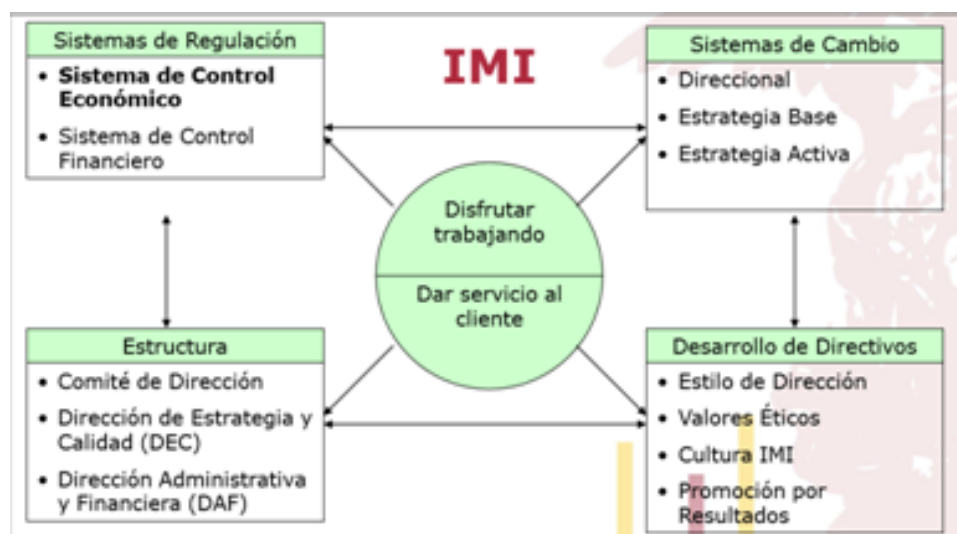 Sistemas de Regulación
• Sistema de Control
Económico
• Sistema de Control
Financiero
IMI
Sistemas de Cambio
• Direccional
• Estrategia Base
• Estrategia Activa
Disfrutar
trabajando
Dar servicio al
cliente
Estructura
• Comité de Dirección
• Dirección de Estrategia y
Calidad (DEC)
• Dirección Administrativa
y Financiera (DAF)
Desarrollo de Directivos
• Estilo de Dirección
• Valores Éticos
• Cultura IMI
• Promoción por
Resultados